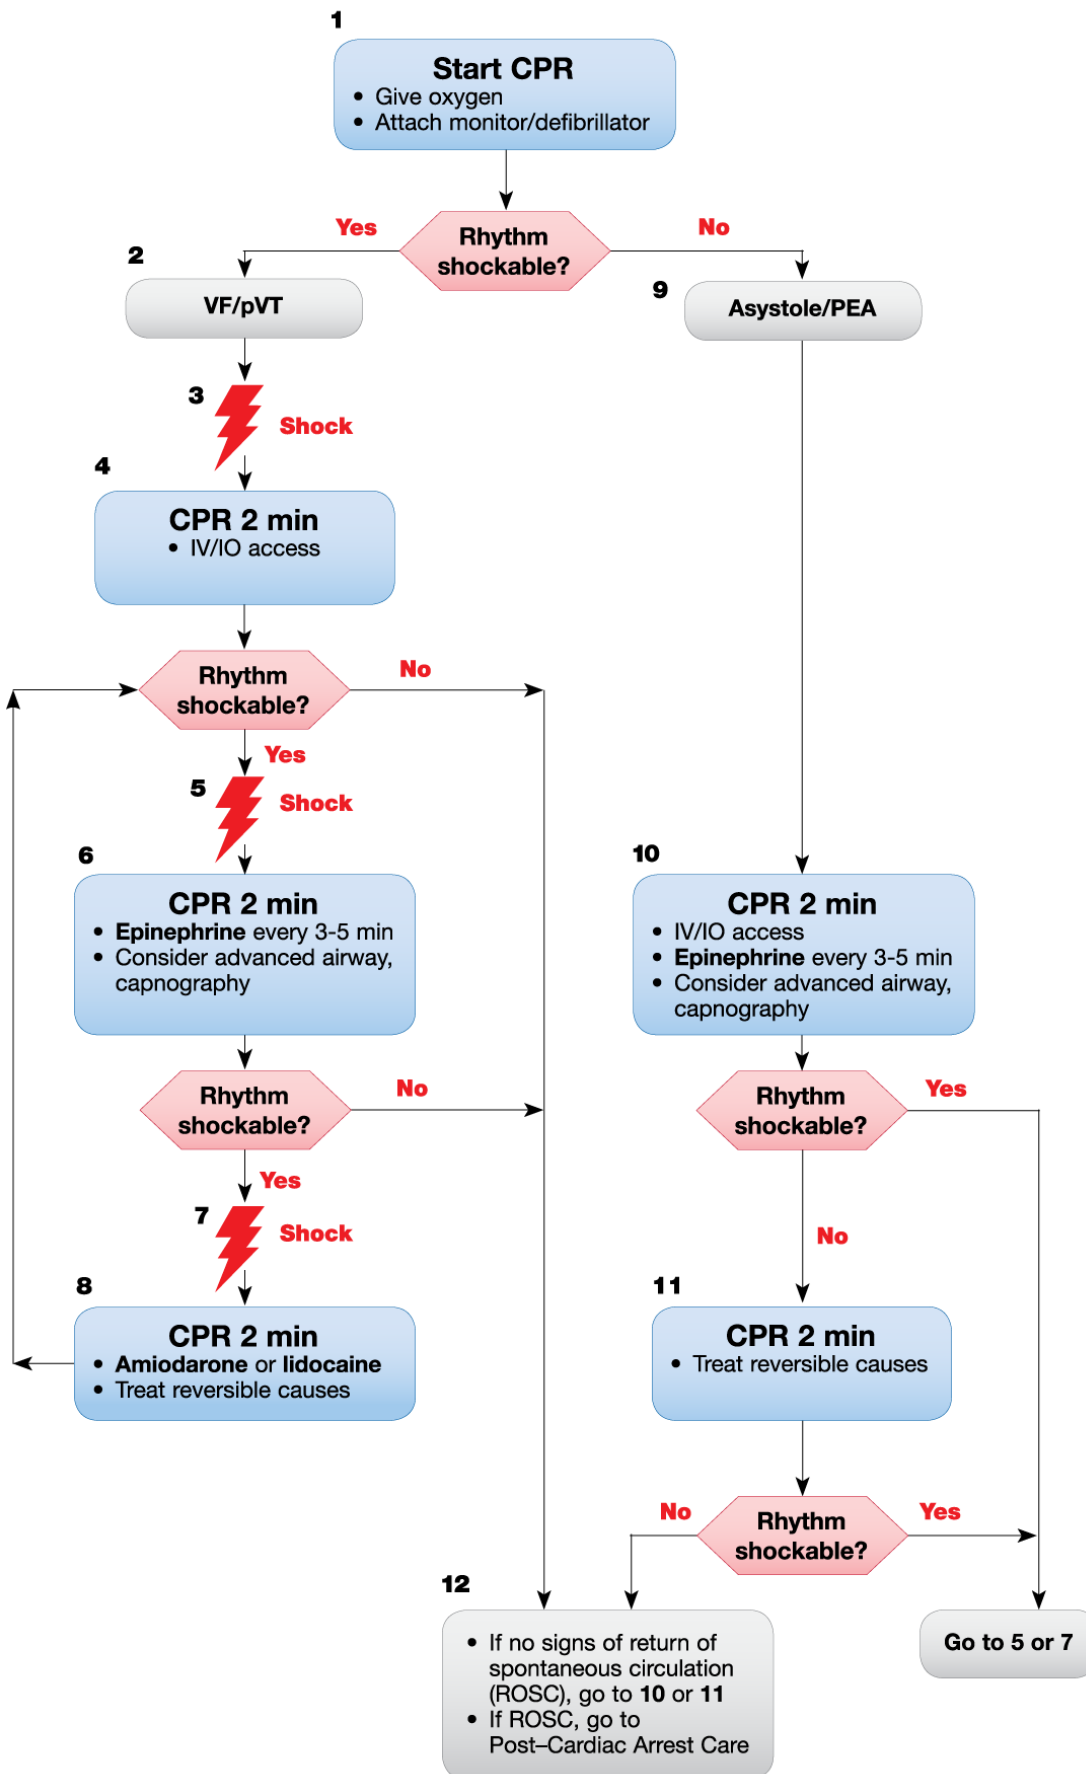 1
Start CPR
• Give oxygen
• Attach monitor/defibrillator
Rhythm
shockable?
Yes
No
2
VF/pVT
9
Asystole/PEA
3
Shock
4
CPR 2 min
• IV/IO access
Rhythm
shockable?
No
Yes
5
Shock
6
CPR 2 min
• Epinephrine every 3-5 min
• Consider advanced airway,
capnography
Rhythm
shockable?
No
Yes
7
Shock
8
CPR 2 min
• Amiodarone or lidocaine
• Treat reversible causes
10
CPR 2 min
• IV/IO access
• Epinephrine every 3-5 min
• Consider advanced airway,
capnography
Rhythm
shockable?
Yes
No
11
CPR 2 min
• Treat reversible causes
Rhythm
shockable?
No
Yes
12
• If no signs of return of
spontaneous circulation
(ROSC), go to 10 or 11
• If ROSC, go to
Post–Cardiac Arrest Care
Go to 5 or 7